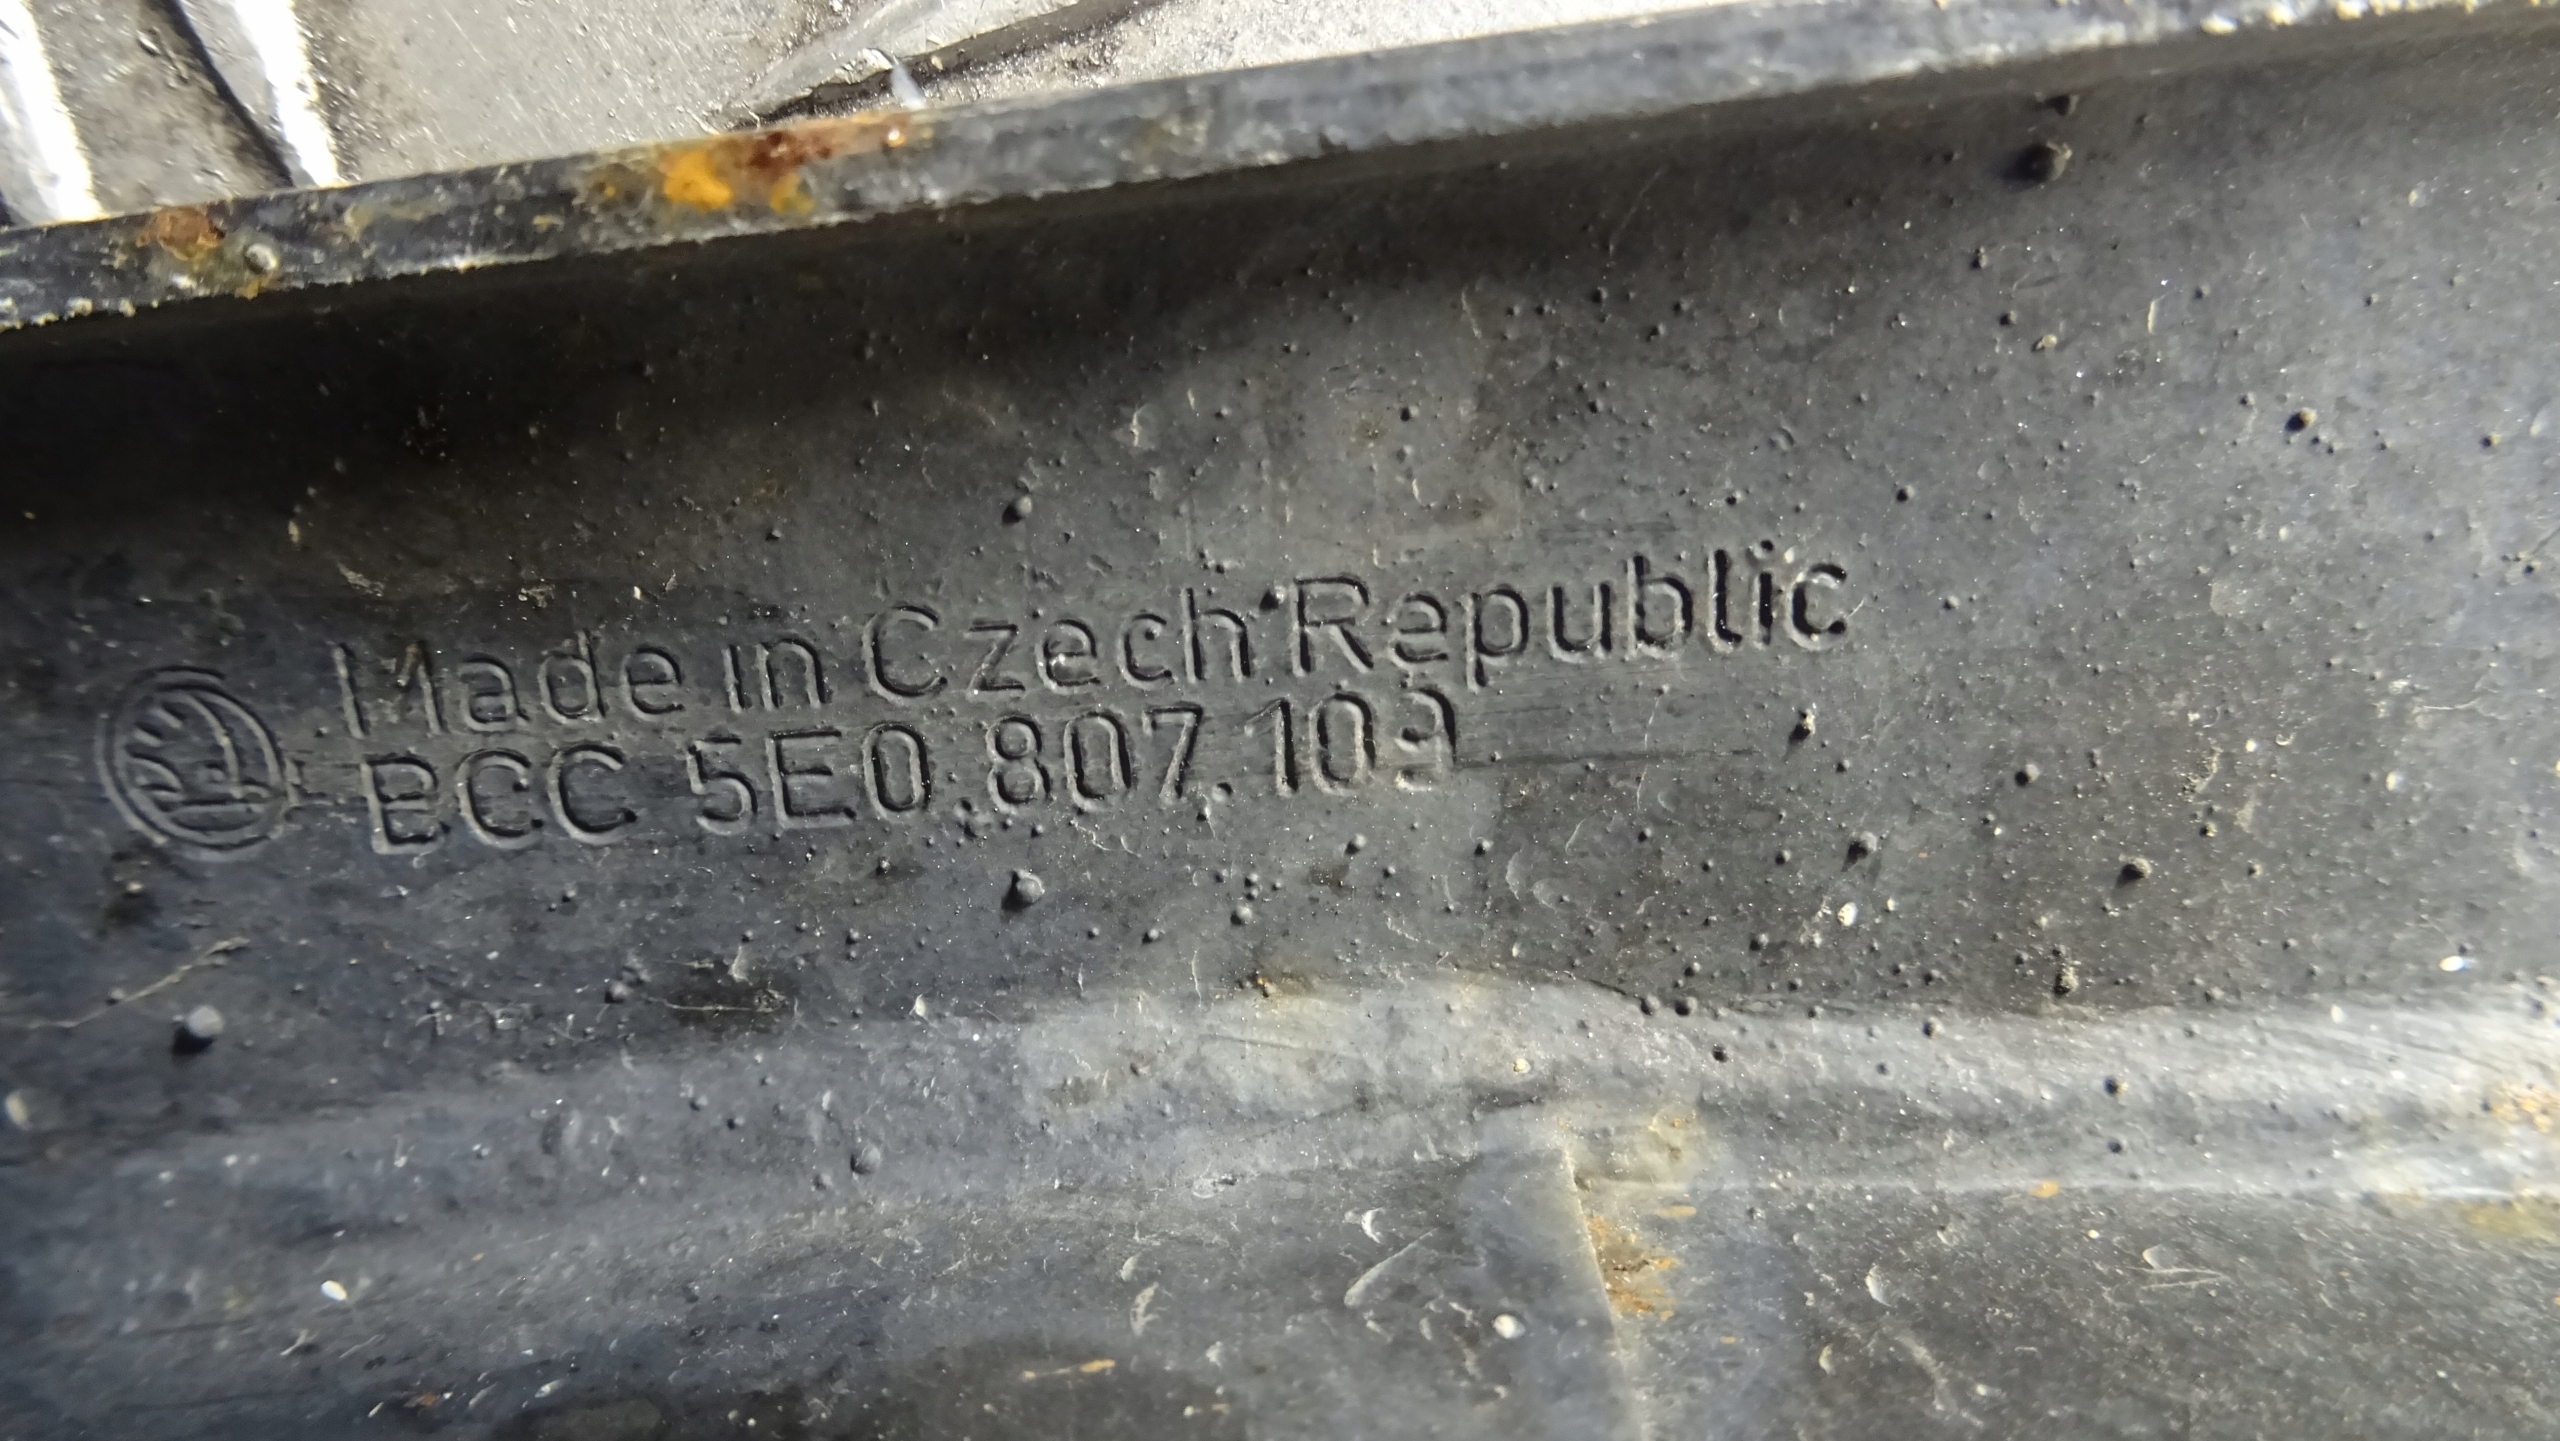 Made in Czech Republic
BCC 5E0.807.109